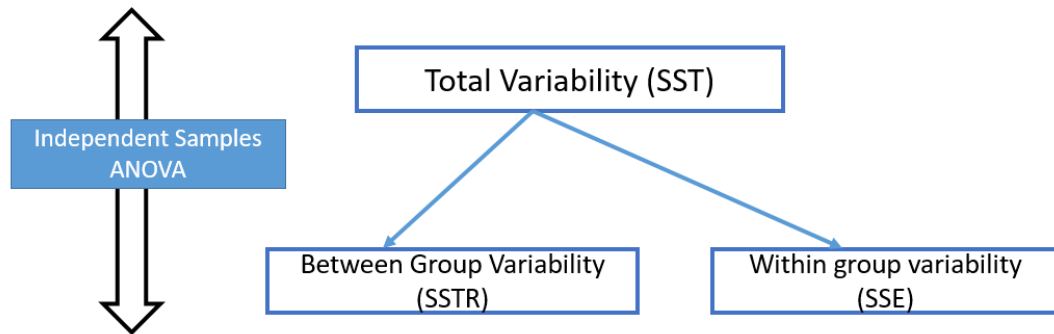 Total Variability (SST)
Independent Samples
ANOVA
Between Group Variability
(SSTR)
Within group variability
(SSE)